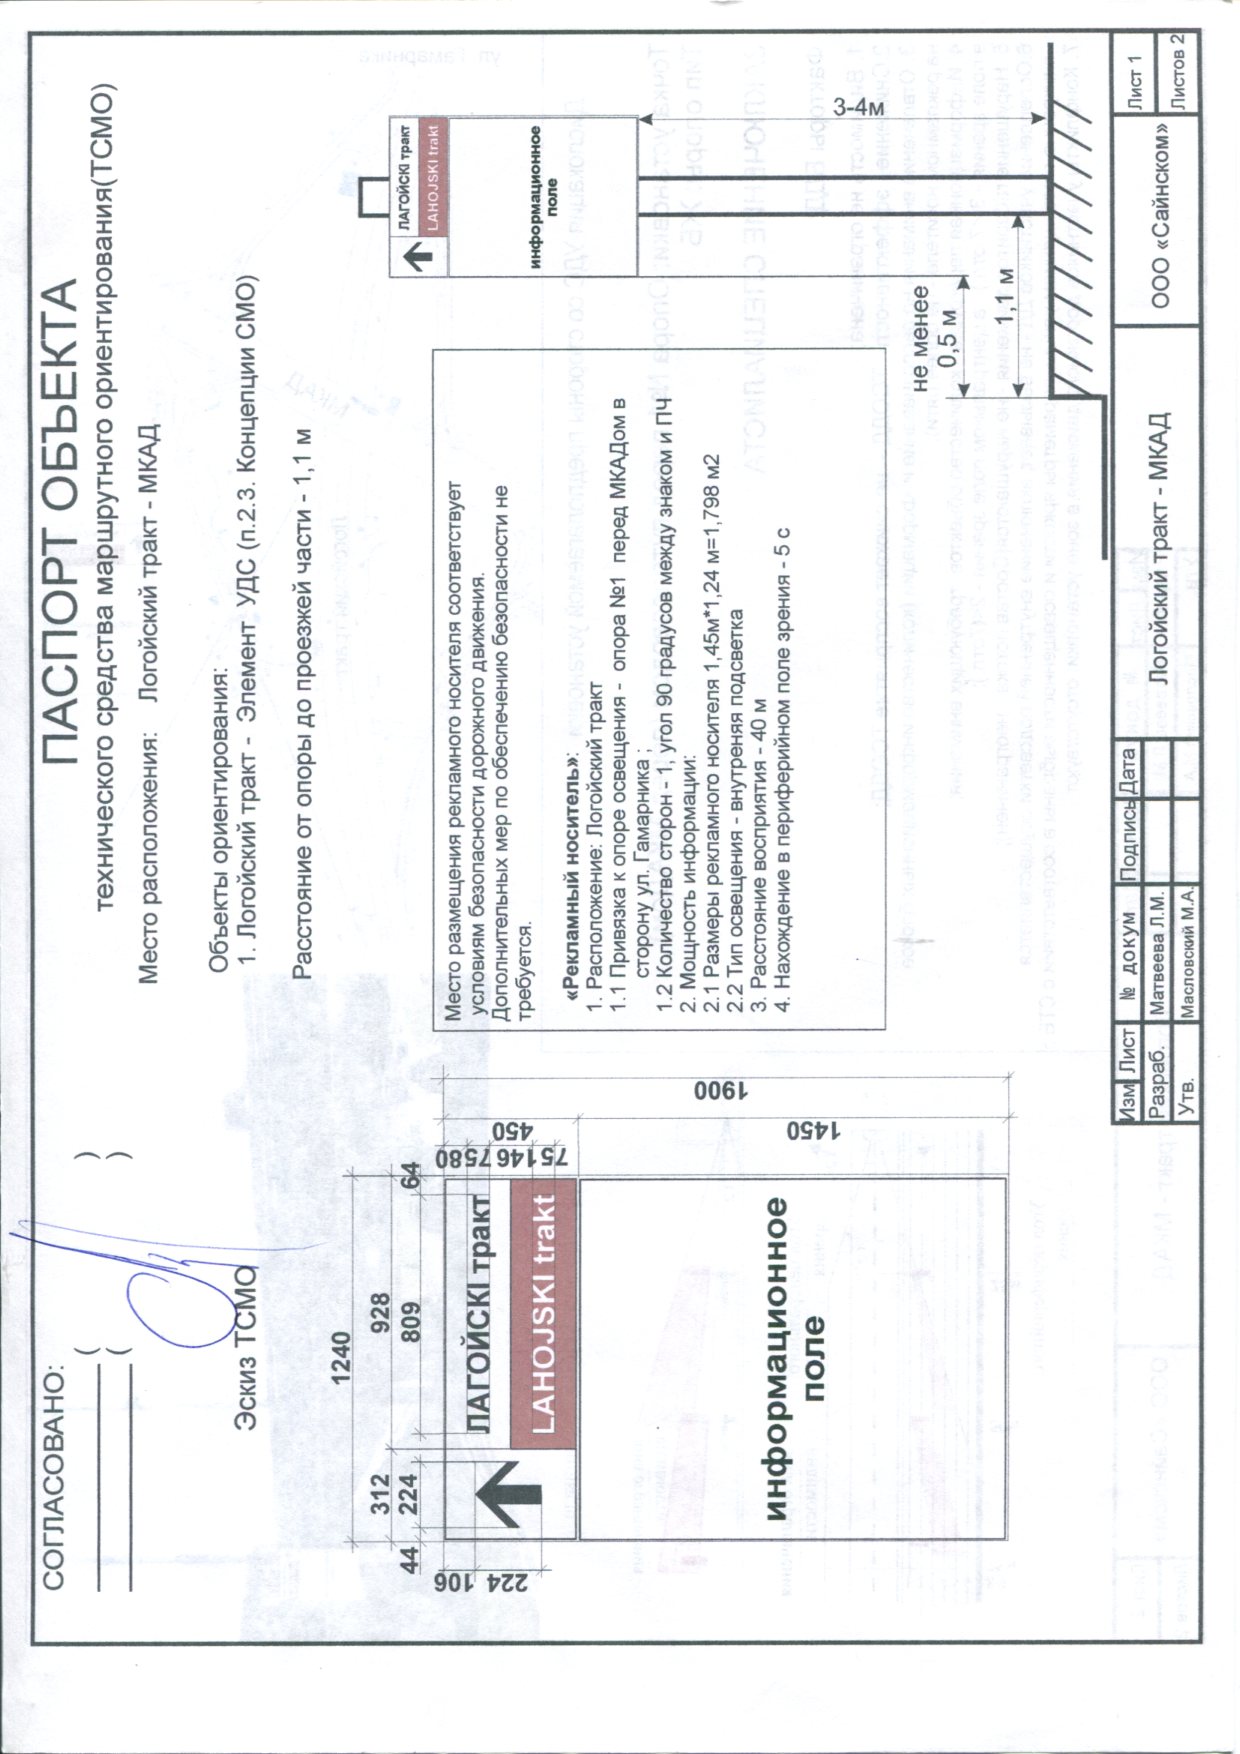 СОГЛАСОВАНО:
( )
( )
ПАСПОРТ ОБЪЕКТА
технического средства маршрутного ориентирования(ТСМО)
Место расположения: Логойский тракт - МКАД
Объекты ориентирования:
1. Логойский тракт - Элемент УДС (п.2.3. Концепции СМО)
Расстояние от опоры до проезжей части - 1,1 м
Эскиз ТСМО
1240
312
928
44
224
809
64
106
224
80
75
146
75
450
1450
1900
ЛАГОЙСКІ тракт
LAHOJSKI trakt
информационное
поле
Место размещения рекламного носителя соответствует
условиям безопасности дорожного движения.
Дополнительных мер по обеспечению безопасности не
требуется.
«Рекламный носитель»:
1. Расположение: Логойский тракт
1.1 Привязка к опоре освещения - опора №1 перед МКАДом в
сторону ул. Гамарника ;
1.2 Количество сторон - 1, угол 90 градусов между знаком и ПЧ
2. Мощность информации:
2.1 Размеры рекламного носителя 1,45м*1,24 м=1,798 м2
2.2 Тип освещения - внутреняя подсветка
3. Расстояние восприятия - 40 м
4. Нахождение в периферийном поле зрения - 5 с
ЛАГОЙСКІ тракт
LAHOJSKI trakt
информационное
поле
3-4м
не менее
0,5 м
1,1 м
Изм Лист № докум Подпись Дата
Разраб. Матвеева Л.М.
Утв. Масловский М.А.
Логойский тракт - МКАД
ООО «Сайнском»
Лист 1
Листов 2